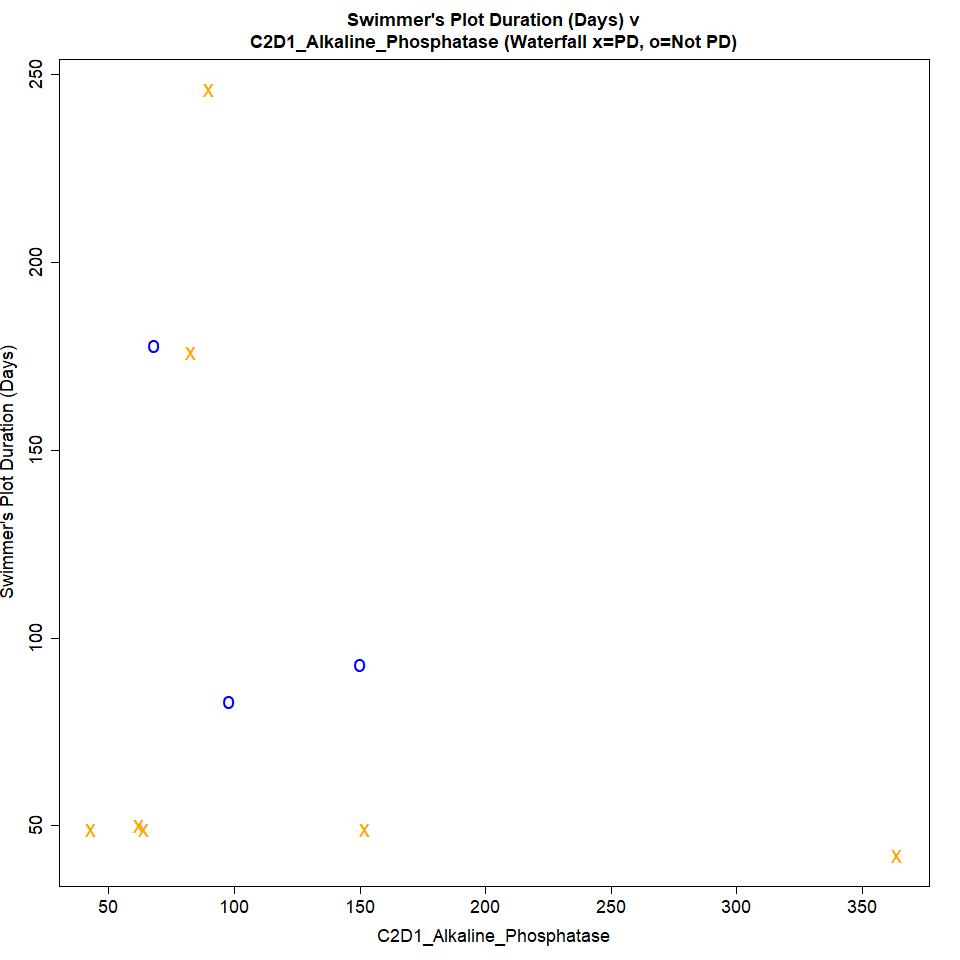 Swimmer's Plot Duration (Days) v
C2D1_Alkaline_Phosphatase (Waterfall x=PD, o=Not PD)
Swimmer's Plot Duration (Days)
250
200
150
100
50
X
O
X
O
O
X
X
X
X
X
50
100
150
200
250
300
350
C2D1_Alkaline_Phosphatase